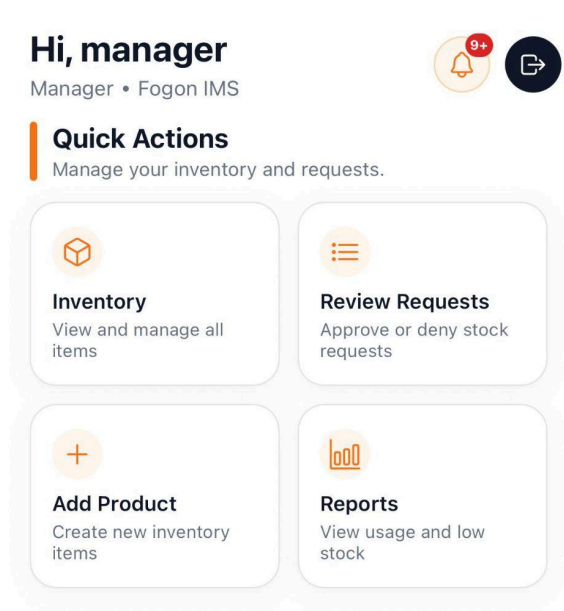 Hi, manager
9+
Manager • Fogon IMS
Quick Actions
Manage your inventory and requests.
Inventory
View and manage all
items
Review Requests
Approve or deny stock
requests
Add Product
Create new inventory
items
Reports
View usage and low
stock